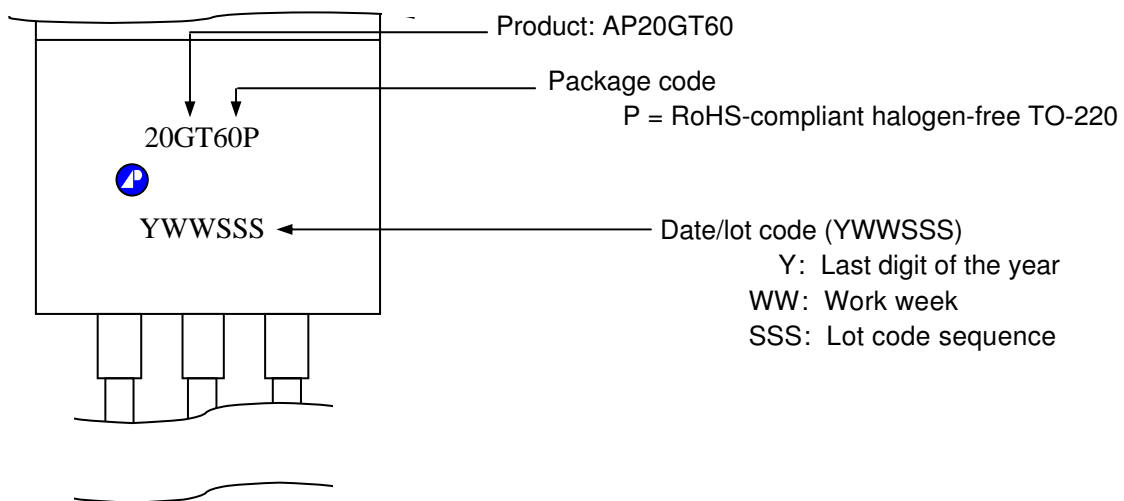 Product: AP20GT60
Package code
P = RoHS-compliant halogen-free TO-220
20GT60P
YWWSSS
Date/lot code (YWWSSS)
Y: Last digit of the year
WW: Work week
SSS: Lot code sequence